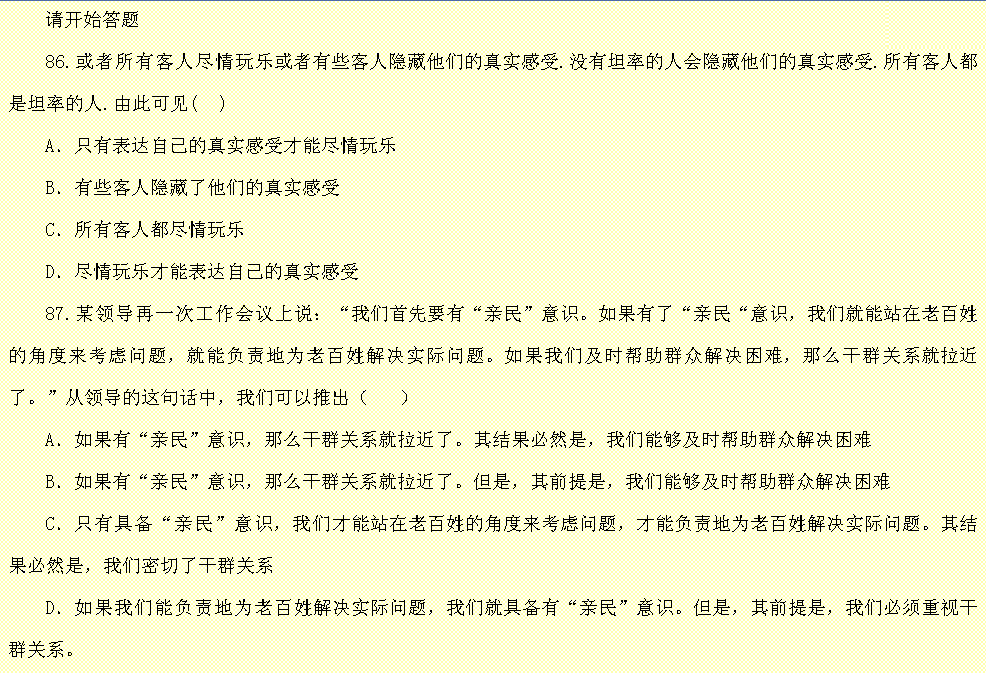 请开始答题
86.或者所有客人尽情玩乐或者有些客人隐藏他们的真实感受.没有坦率的人会隐藏他们的真实感受.所有客人都
是坦率的人.由此可见(  )
A. 只有表达自己的真实感受才能尽情玩乐
B. 有些客人隐藏了他们的真实感受
C. 所有客人都尽情玩乐
D. 尽情玩乐才能表达自己的真实感受
87.某领导再一次工作会议上说：“我们首先要有“亲民”意识。如果有了“亲民“意识，我们就能站在老百姓
的角度来考虑问题，就能负责地为老百姓解决实际问题。如果我们及时帮助群众解决困难，那么干群关系就拉近
了。”从领导的这句话中，我们可以推出（   ）
A. 如果有“亲民”意识，那么干群关系就拉近了。其结果必然是，我们能够及时帮助群众解决困难
B. 如果有“亲民”意识，那么干群关系就拉近了。但是，其前提是，我们能够及时帮助群众解决困难
C. 只有具备“亲民”意识，我们才能站在老百姓的角度来考虑问题，才能负责地为老百姓解决实际问题。其结
果必然是，我们密切了干群关系
D. 如果我们能负责地为老百姓解决实际问题，我们就具备有“亲民”意识。但是，其前提是，我们必须重视干
群关系。